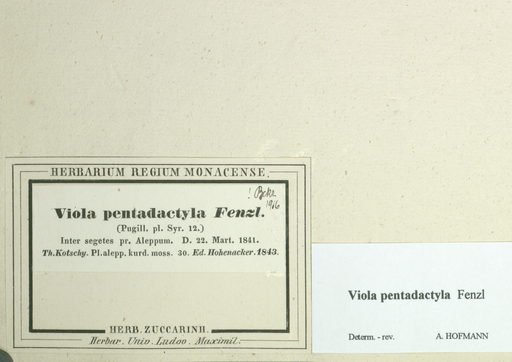 HERBARIUM REGIUM MONACENSE.
! Bckr.
1916
Viola pentadactyla Fenzl.
(Pugill. pl. Syr. 12.)
Inter segetes pr. Aleppum. D. 22. Mart. 1841.
Th. Kotschy. Pl. alepp. kurd. moss. 30. Ed. Hohenacker. 1843.
HERB. ZUCCARINII.
Herbar. Univ. Ludov. Maximil.
Viola pentadactyla Fenzl
Determ. - rev. A. HOFMANN